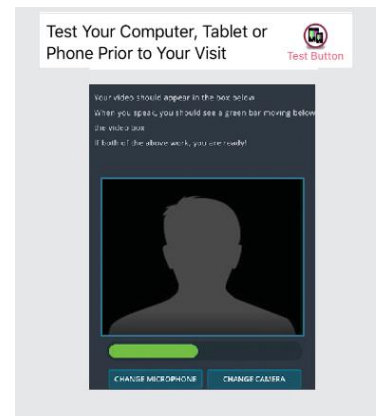 Test Your Computer, Tablet or
Phone Prior to Your Visit
Test Button
Your video should appear in the box below
When you speak, you should see a green bar moving below
the video box
If both of the above work, you are ready!
CHANGE MICROPHONE
CHANGE CAMERA